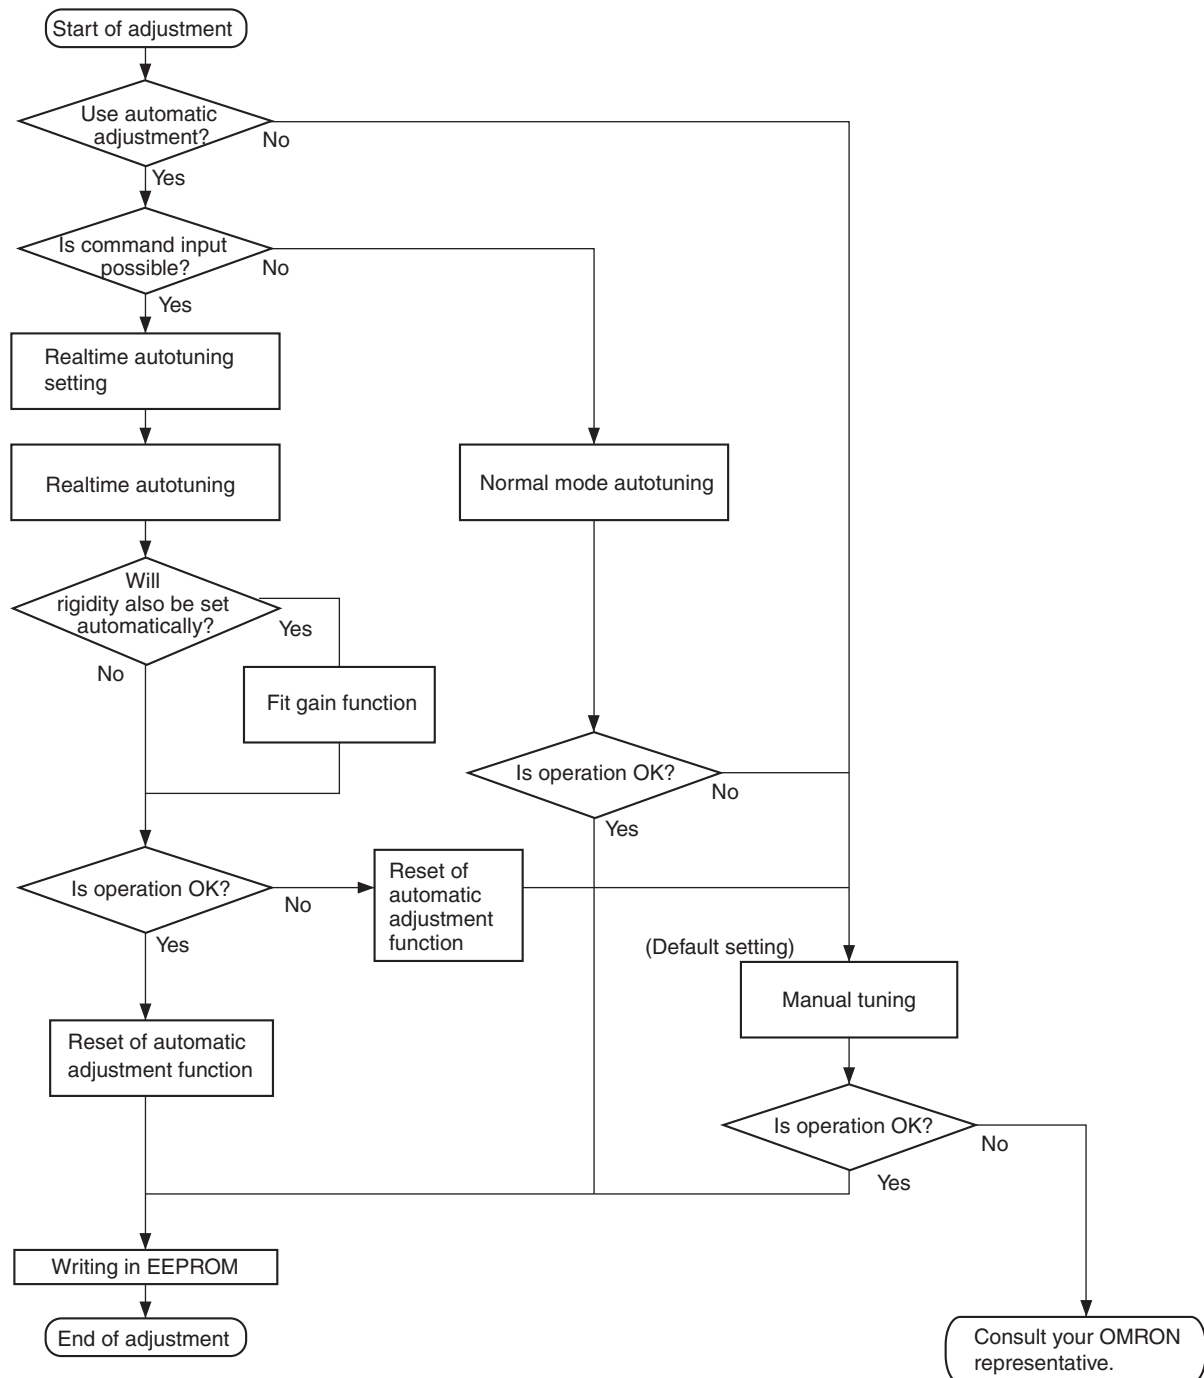 Start of adjustment
Use automatic
adjustment?
No
Yes
Is command input
possible?
No
Yes
Realtime autotuning
setting
Realtime autotuning
Normal mode autotuning
Will
rigidity also be set
automatically?
Yes
No
Fit gain function
Is operation OK?
No
Yes
Is operation OK?
No
Yes
Reset of
automatic
adjustment
function
(Default setting)
Manual tuning
Reset of automatic
adjustment function
Is operation OK?
No
Yes
Writing in EEPROM
End of adjustment
Consult your OMRON
representative.